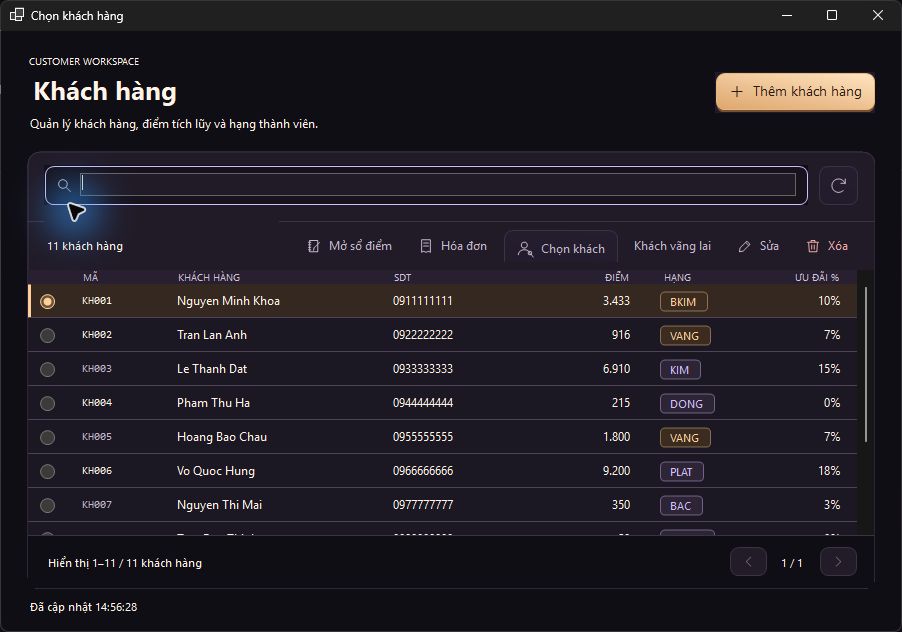 Chọn khách hàng
CUSTOMER WORKSPACE
Khách hàng
Thêm khách hàng
Quản lý khách hàng, điểm tích lũy và hạng thành viên.
11 khách hàng Mở sổ điểm Hóa đơn Chọn khách Khách vãng lai Sửa Xóa
MÃ KHÁCH HÀNG SDT ĐIỂM HẠNG ƯU ĐÃI %
KH001 Nguyen Minh Khoa 0911111111 3.433 BKIM 10%
KH002 Tran Lan Anh 0922222222 916 VANG 7%
KH003 Le Thanh Dat 0933333333 6.910 KIM 15%
KH004 Pham Thu Ha 0944444444 215 DONG 0%
KH005 Hoang Bao Chau 0955555555 1.800 VANG 7%
KH006 Vo Quoc Hung 0966666666 9.200 PLAT 18%
KH007 Nguyen Thi Mai 0977777777 350 BAC 3%
Hiển thị 1–11 / 11 khách hàng 1 / 1
Đã cập nhật 14:56:28